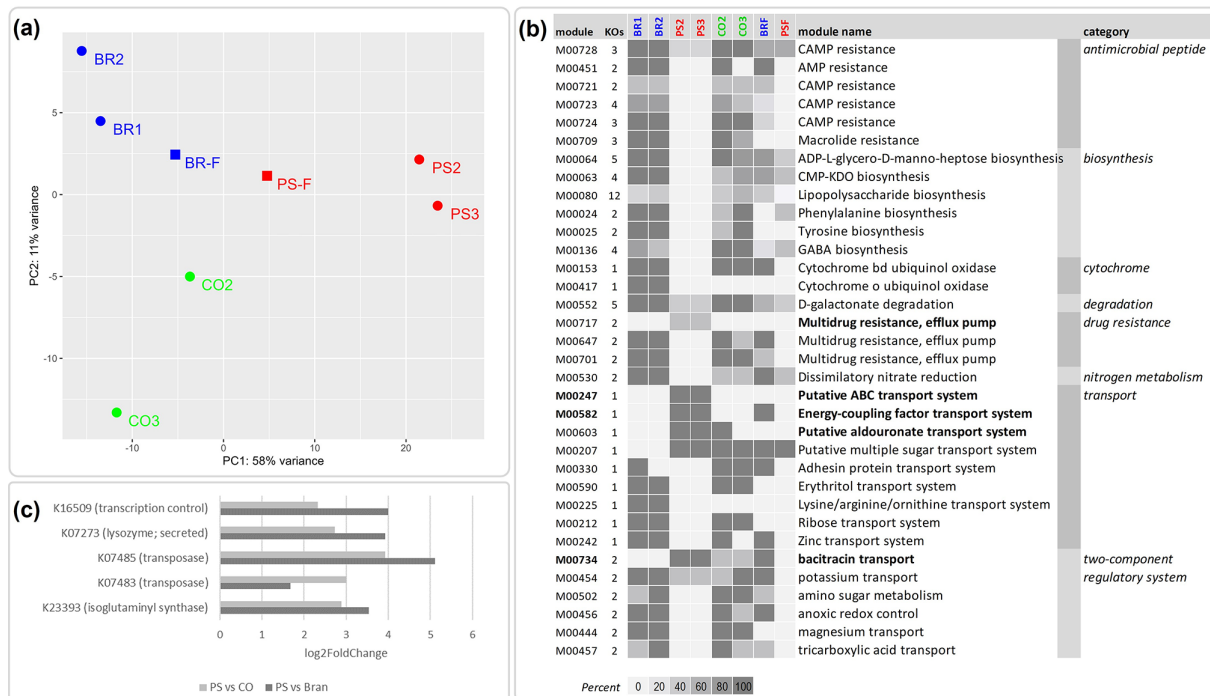 (a)
BR2
BR1
BR-F
PS-F
PS2
PS3
CO2
CO3
5
0
-5
-10
PC2: 11% variance
-10
0
10
20
PC1: 58% variance
(b)
module KOs BR1 BR2 PS2 PS3 CO2 CO3 BRF PSF module name category
M00728 3 CAMP resistance antimicrobial peptide
M00451 2 AMP resistance
M00721 2 CAMP resistance
M00723 4 CAMP resistance
M00724 3 CAMP resistance
M00709 3 Macrolide resistance
M00064 5 ADP-L-glycero-D-manno-heptose biosynthesis biosynthesis
M00063 4 CMP-KDO biosynthesis
M00080 12 Lipopolysaccharide biosynthesis
M00024 2 Phenylalanine biosynthesis
M00025 2 Tyrosine biosynthesis
M00136 4 GABA biosynthesis
M00153 1 Cytochrome bd ubiquinol oxidase cytochrome
M00417 1 Cytochrome o ubiquinol oxidase
M00552 5 D-galactonate degradation degradation
M00717 2 Multidrug resistance, efflux pump drug resistance
M00647 2 Multidrug resistance, efflux pump
M00701 2 Multidrug resistance, efflux pump
M00530 2 Dissimilatory nitrate reduction nitrogen metabolism
M00247 1 Putative ABC transport system transport
M00582 1 Energy-coupling factor transport system
M00603 1 Putative aldouronate transport system
M00207 1 Putative multiple sugar transport system
M00330 1 Adhesin protein transport system
M00590 1 Erythritol transport system
M00225 1 Lysine/arginine/ornithine transport system
M00212 1 Ribose transport system
M00242 1 Zinc transport system
M00734 1 bacitracin transport two-component
M00454 2 potassium transport regulatory system
M00502 2 amino sugar metabolism
M00456 2 anoxic redox control
M00444 2 magnesium transport
M00457 2 tricarboxylic acid transport
Percent 0 20 40 60 80 100
(c)
K16509 (transcription control)
K07273 (lysozyme; secreted)
K07485 (transposase)
K07483 (transposase)
K23393 (isoglutaminyl synthase)
0 1 2 3 4 5 6
log2FoldChange
PS vs CO PS vs Bran